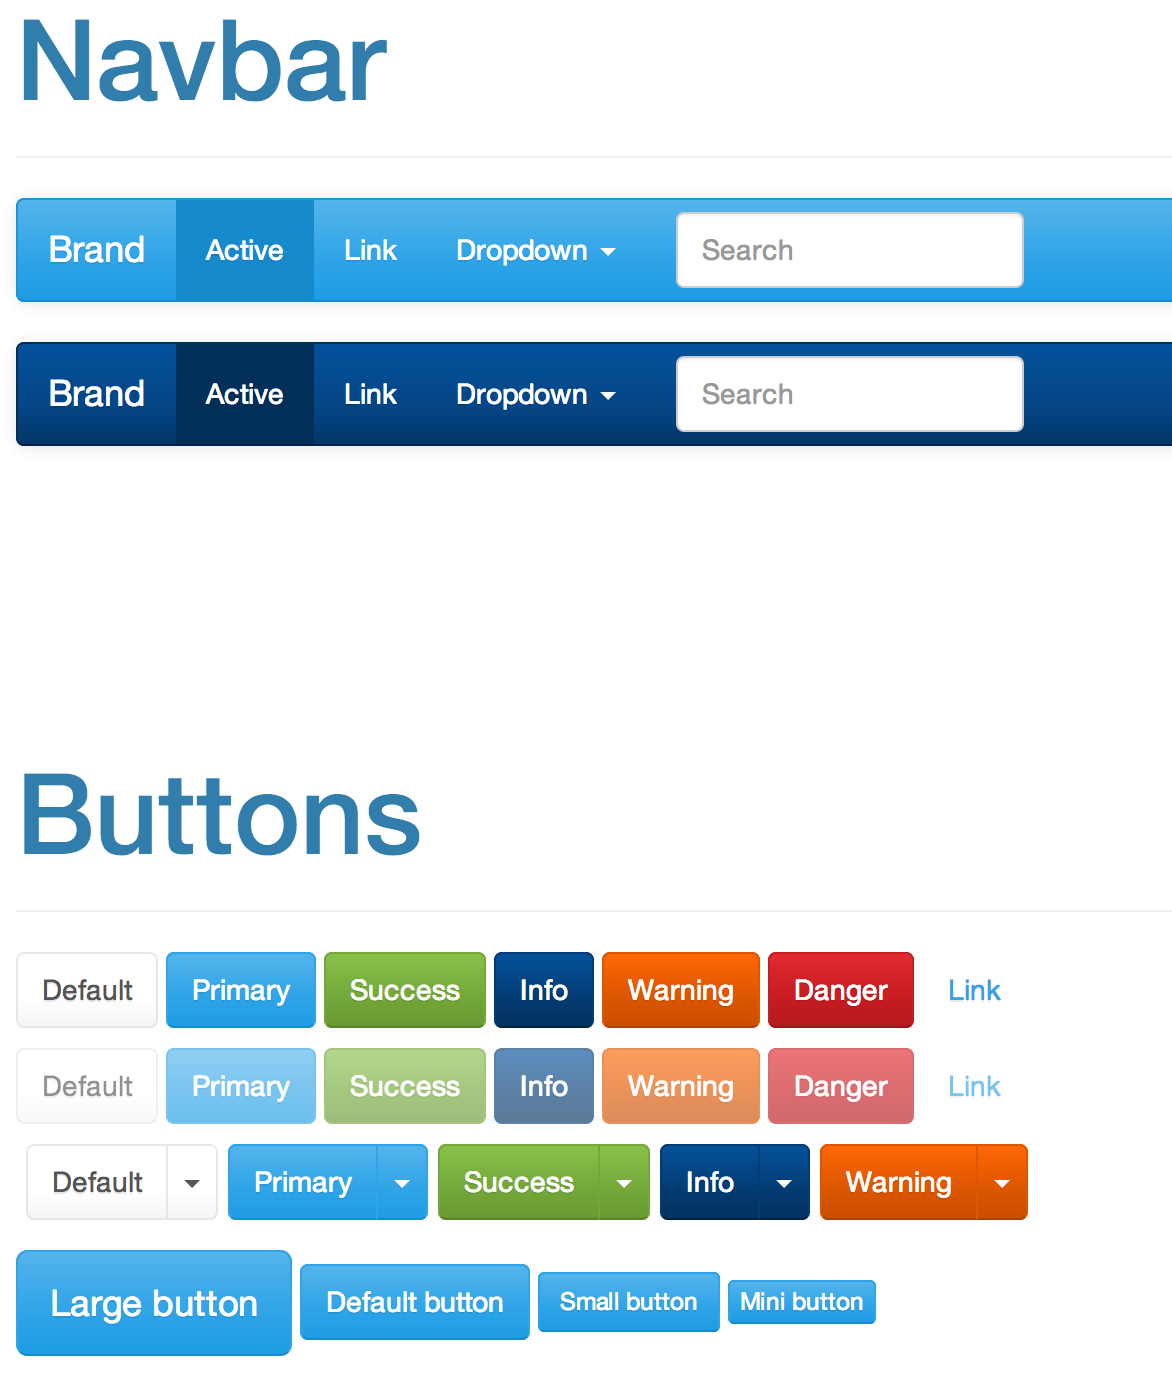 Navbar
Brand Active Link Dropdown Search
Brand Active Link Dropdown Search
Buttons
Default Primary Success Info Warning Danger Link
Default Primary Success Info Warning Danger Link
Default Primary Success Info Warning
Large button Default button Small button Mini button